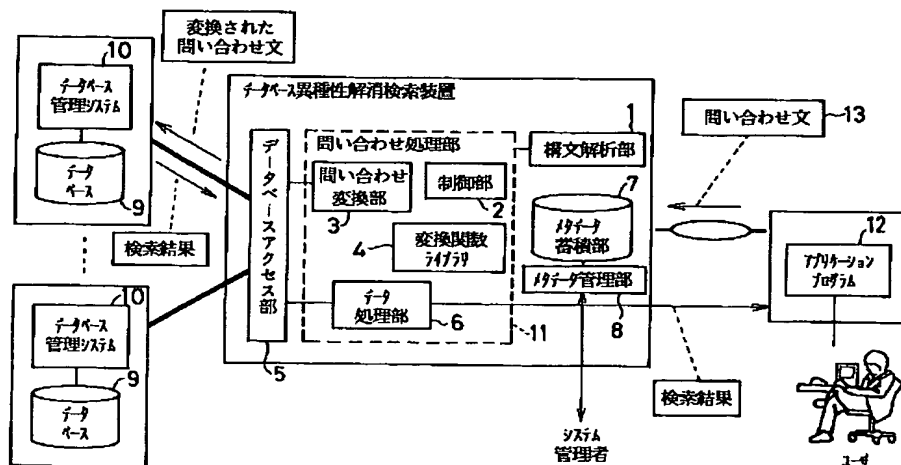 変換された
問い合わせ文
10
データベース
管理システム
データ
ベース
9
検索結果
10
データベース
管理システム
9
データ
ベース
データベース異種性解消検索装置
データベースアクセス部
5
問い合わせ処理部
問い合わせ
変換部
3
制御部
2
4
変換関数
ライブラリ
データ
処理部
6
11
1
構文解析部
7
メタデータ
蓄積部
メタデータ管理部
8
システム
管理者
問い合わせ文
13
12
アプリケーション
プログラム
検索結果
ユーザ